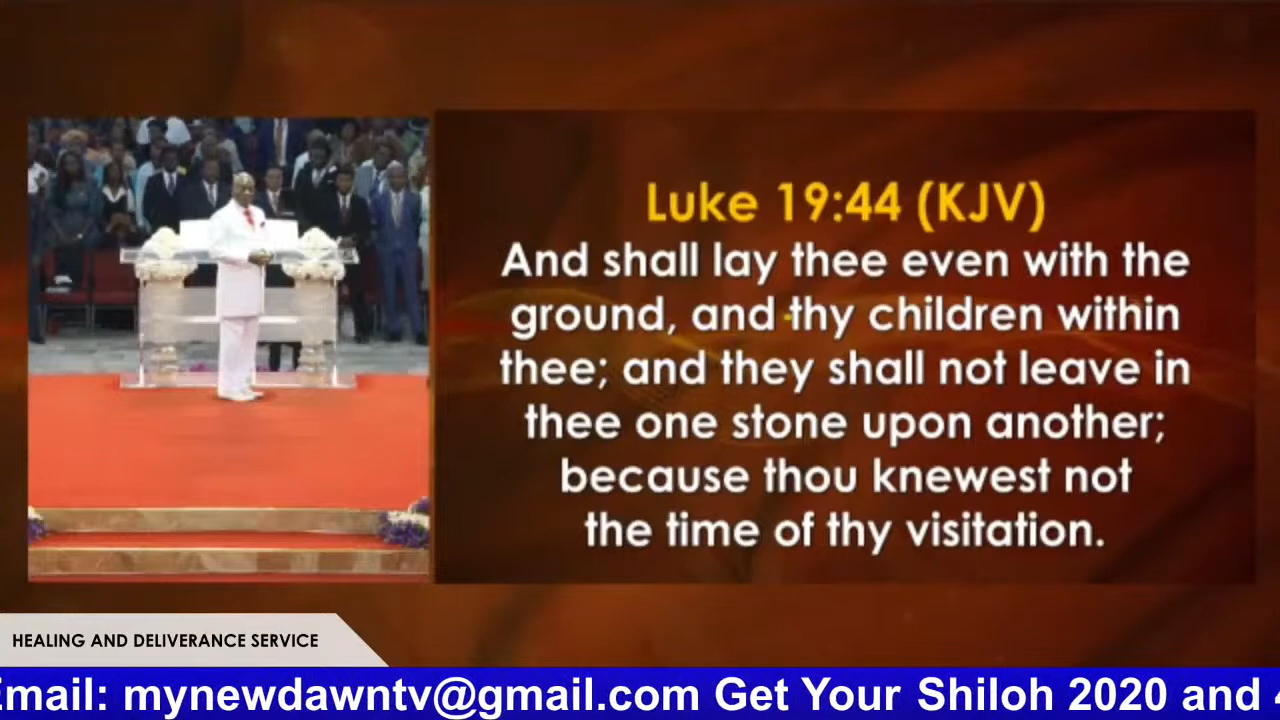 Luke 19:44 (KJV)
And shall lay thee even with the
ground, and thy children within
thee; and they shall not leave in
thee one stone upon another;
because thou knewest not
the time of thy visitation.
HEALING AND DELIVERANCE SERVICE
Email: mynewdawntv@gmail.com Get Your Shiloh 2020 and